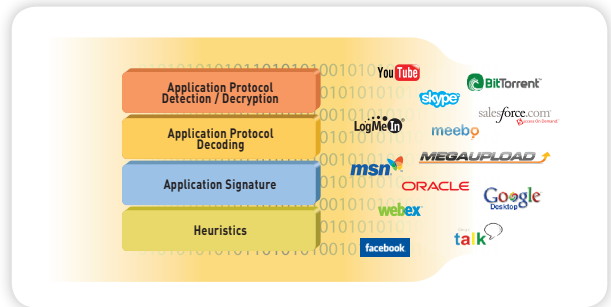 Application Protocol
Detection / Decryption
Application Protocol
Decoding
Application Signature
Heuristics
YouTube
BitTorrent
skype
salesforce.com
LogMeIn
meebo
MEGAUPLOAD
msn
ORACLE
Google
Desktop
webex
talk
facebook